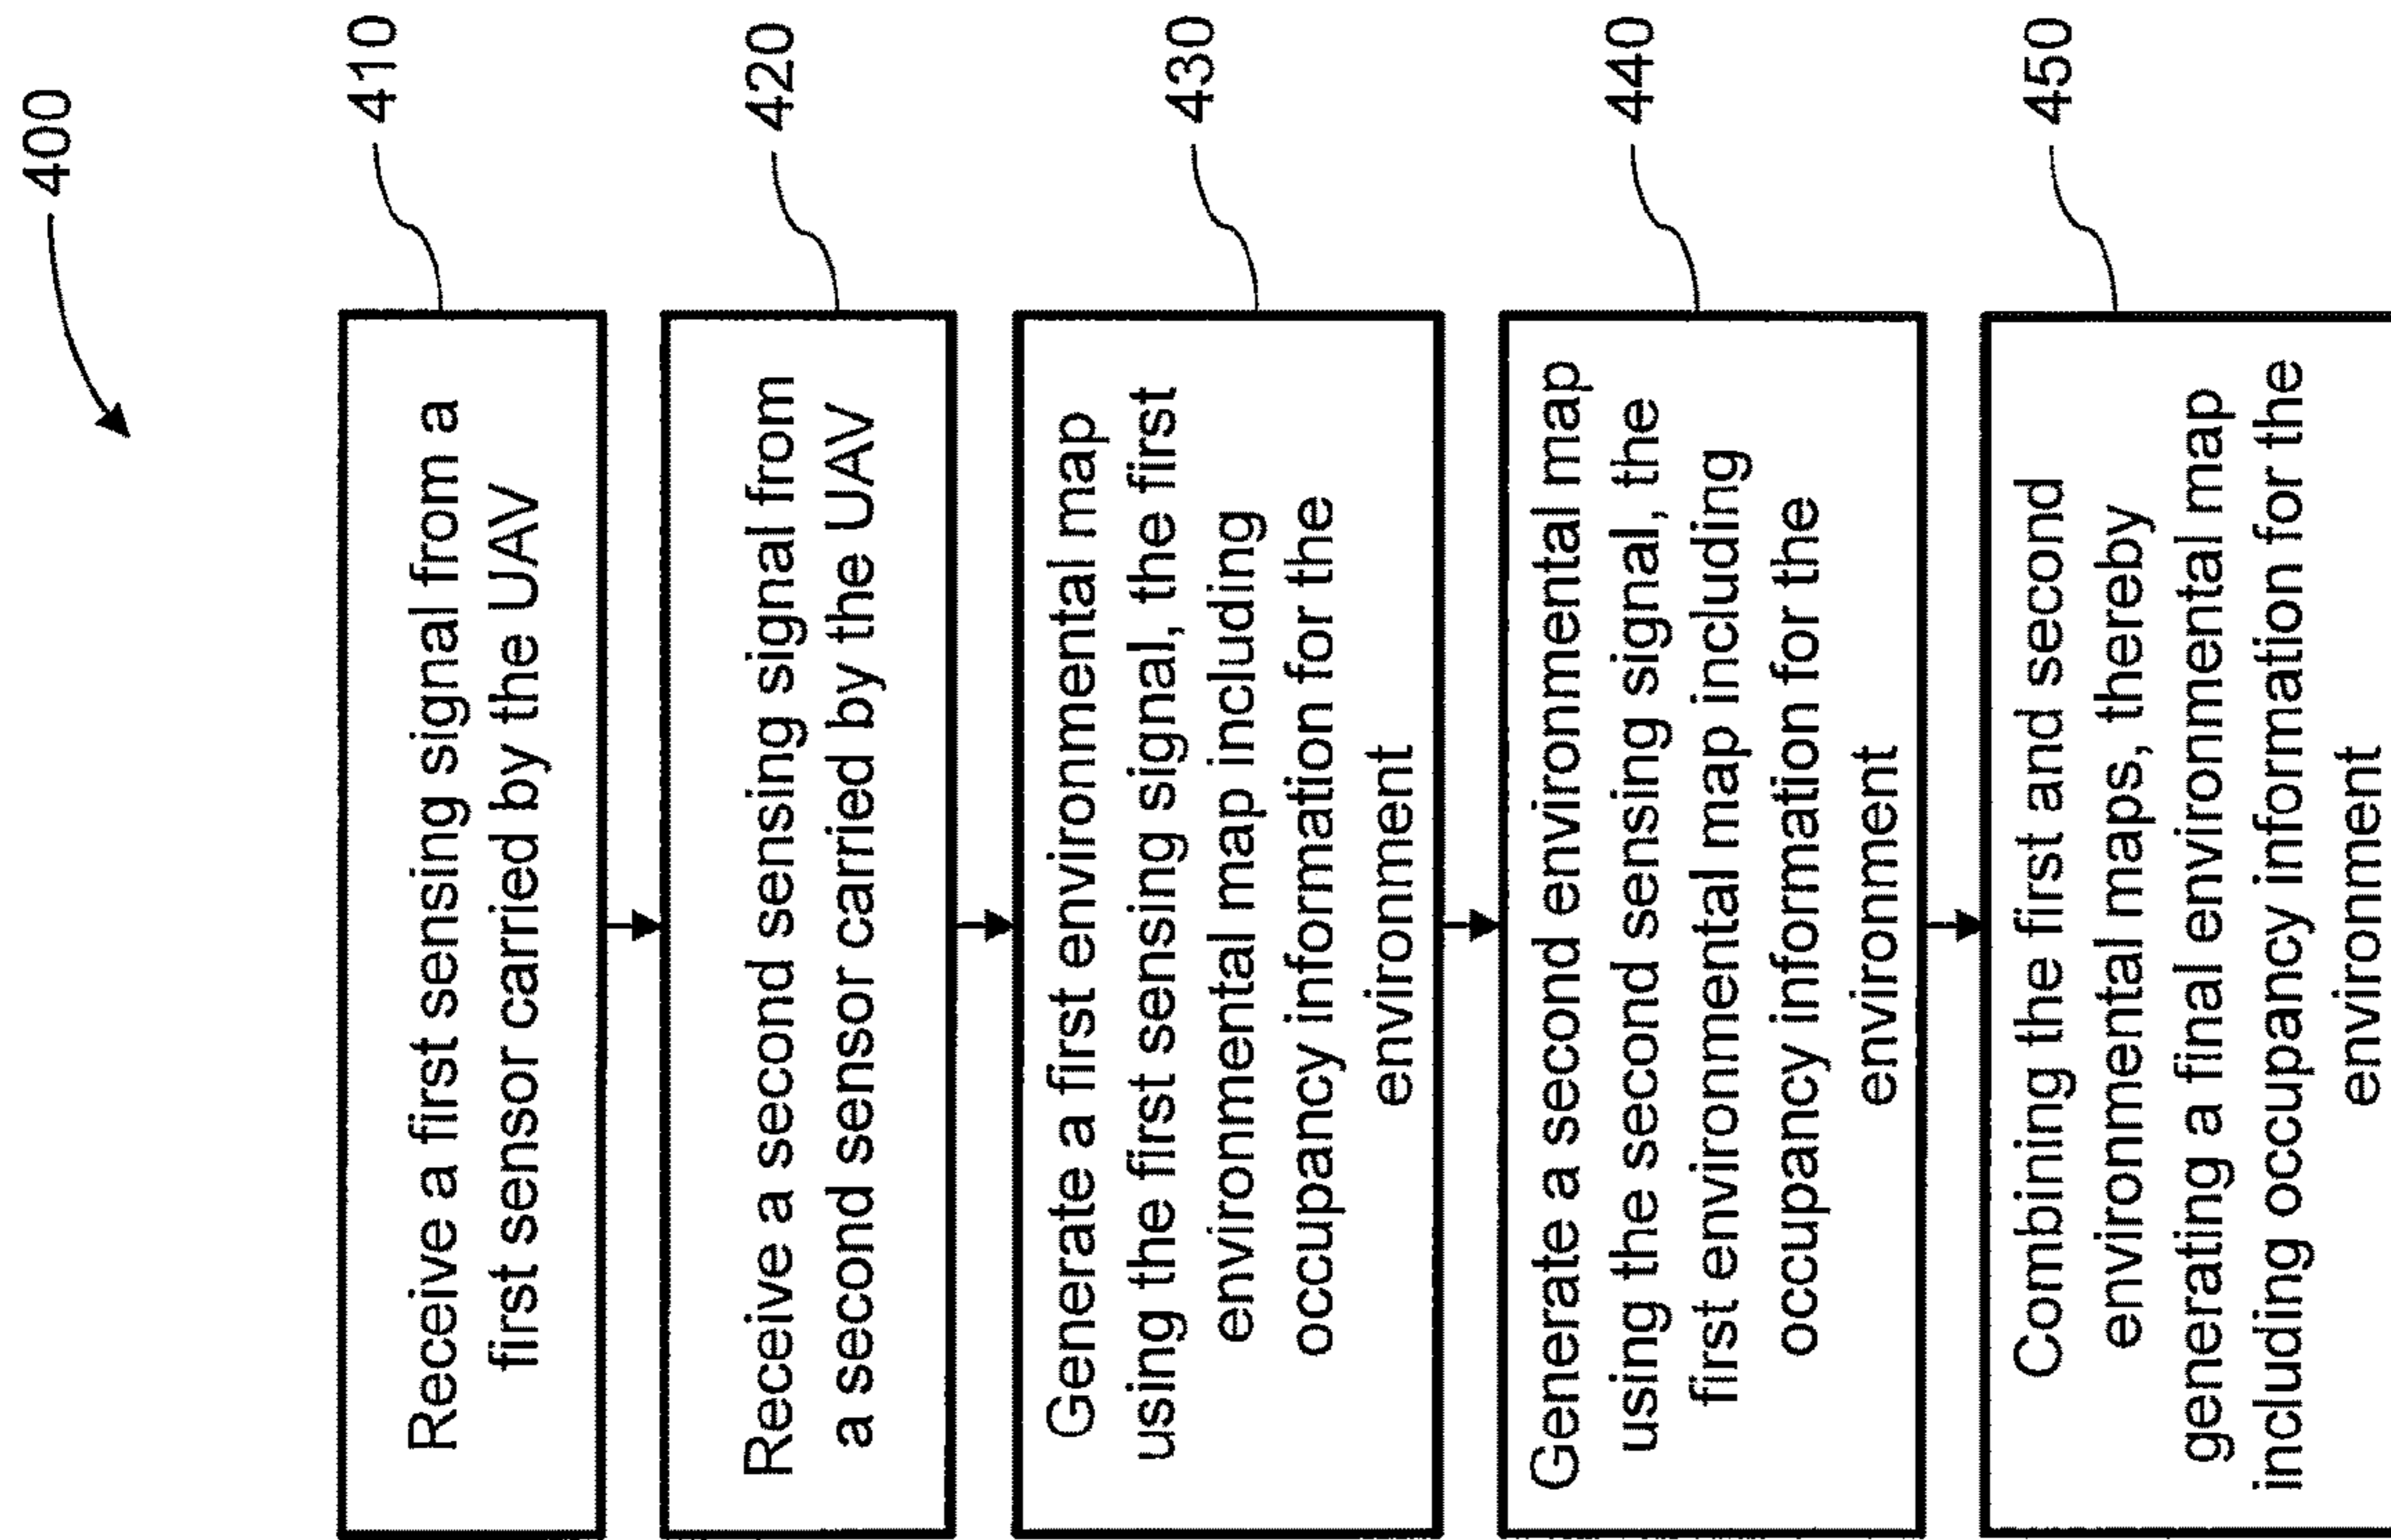 400
Receive a first sensing signal from a
first sensor carried by the UAV
410
Receive a second sensing signal from
a second sensor carried by the UAV
420
Generate a first environmental map
using the first sensing signal, the first
environmental map including
occupancy information for the
environment
430
Generate a second environmental map
using the second sensing signal, the
first environmental map including
occupancy information for the
environment
440
Combining the first and second
environmental maps, thereby
generating a final environmental map
including occupancy information for the
environment
450